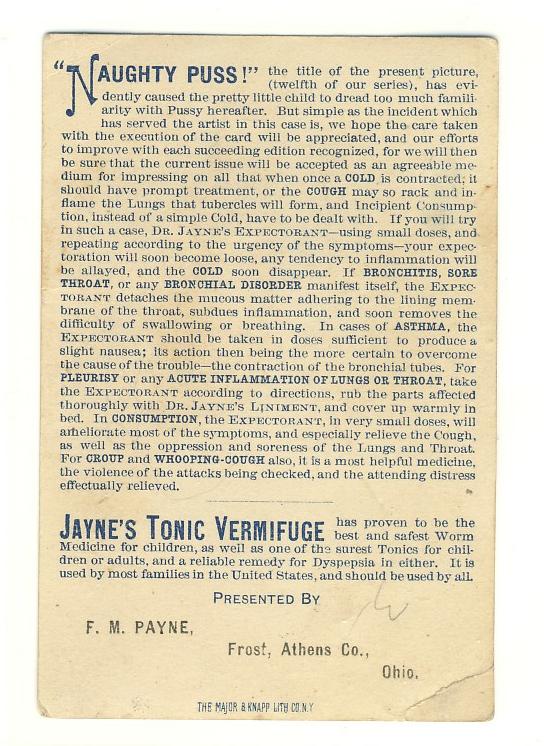 "NAUGHTY PUSS!" the title of the present picture,
(twelfth of our series), has evi-
dently caused the pretty little child to dread too much famili-
arity with Pussy hereafter. But simple as the incident which
has served the artist in this case is, we hope the care taken
with the execution of the card will be appreciated, and our efforts
to improve with each succeeding edition recognized, for we will then
be sure that the current issue will be accepted as an agreeable me-
dium for impressing on all that when once a COLD is contracted, it
should have prompt treatment, or the COUGH may so rack and in-
flame the Lungs that tubercles will form, and Incipient Consump-
tion, instead of a simple Cold, have to be dealt with. If you will try
in such a case, DR. JAYNE'S EXPECTORANT—using small doses, and
repeating according to the urgency of the symptoms—your expec-
toration will soon become loose, any tendency to inflammation will
be allayed, and the COLD soon disappear. If BRONCHITIS, SORE
THROAT, or any BRONCHIAL DISORDER manifest itself, the EXPEC-
TORANT detaches the mucous matter adhering to the lining mem-
brane of the throat, subdues inflammation, and soon removes the
difficulty of swallowing or breathing. In cases of ASTHMA, the
EXPECTORANT should be taken in doses sufficient to produce a
slight nausea; its action then being the more certain to overcome
the cause of the trouble—the contraction of the bronchial tubes. For
PLEURISY or any ACUTE INFLAMMATION OF LUNGS OR THROAT, take
the EXPECTORANT according to directions, rub the parts affected
thoroughly with DR. JAYNE'S LINIMENT, and cover up warmly in
bed. In CONSUMPTION, the EXPECTORANT, in very small doses, will
ameliorate most of the symptoms, and especially relieve the Cough,
as well as the oppression and soreness of the Lungs and Throat.
For CROUP and WHOOPING-COUGH also, it is a most helpful medicine,
the violence of the attacks being checked, and the attending distress
effectually relieved.
JAYNE'S TONIC VERMIFUGE has proven to be the
best and safest Worm
Medicine for children, as well as one of the surest Tonics for chil-
dren or adults, and a reliable remedy for Dyspepsia in either. It is
used by most families in the United States, and should be used by all.
PRESENTED BY
F. M. PAYNE,
Frost, Athens Co.,
Ohio.
THE MAJOR & KNAPP LITH CO. N.Y